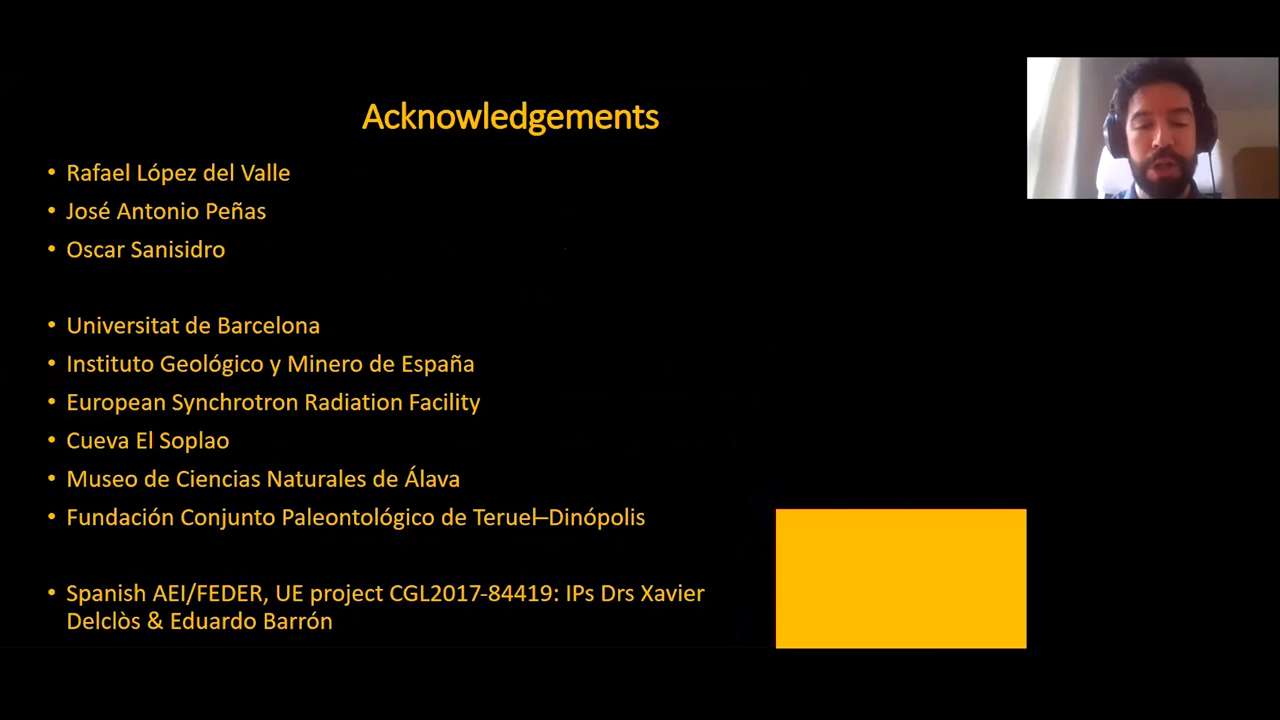 Acknowledgements
• Rafael López del Valle
• José Antonio Peñas
• Oscar Sanisidro
• Universitat de Barcelona
• Instituto Geológico y Minero de España
• European Synchrotron Radiation Facility
• Cueva El Soplao
• Museo de Ciencias Naturales de Álava
• Fundación Conjunto Paleontológico de Teruel–Dinópolis
• Spanish AEI/FEDER, UE project CGL2017-84419: IPs Drs Xavier
Delclòs & Eduardo Barrón